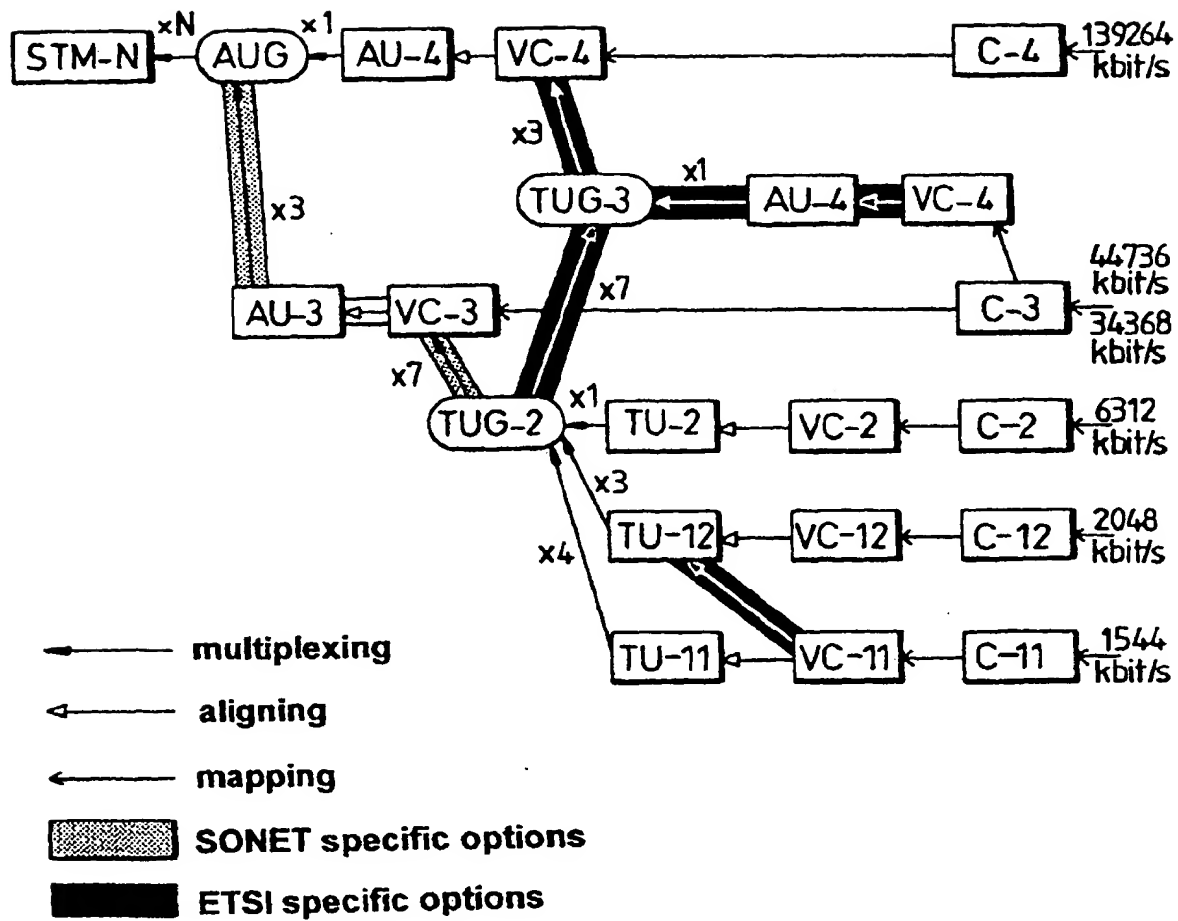 xN x1
STM-N AUG AU-4 VC-4 C-4 139264
kbit/s
x3
x1
TUG-3 AU-4 VC-4
x3
44736
kbit/s
x7
AU-3 VC-3 C-3
34368
kbit/s
x7
x1
TUG-2 TU-2 VC-2 C-2 6312
kbit/s
x3
TU-12 VC-12 C-12 2048
kbit/s
x4
TU-11 VC-11 C-11 1544
kbit/s
multiplexing
aligning
mapping
SONET specific options
ETSI specific options